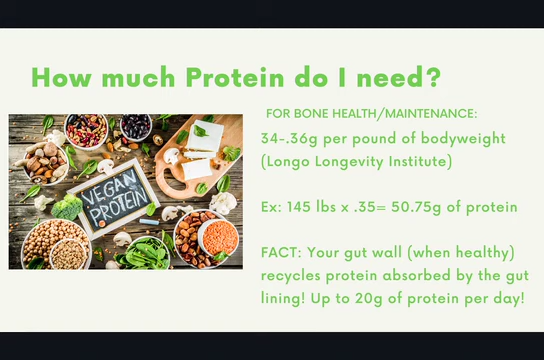 How much Protein do I need?
FOR BONE HEALTH/MAINTENANCE:
34-.36g per pound of bodyweight
(Longo Longevity Institute)
Ex: 145 lbs x .35= 50.75g of protein
FACT: Your gut wall (when healthy)
recycles protein absorbed by the gut
lining! Up to 20g of protein per day!
VEGAN
PROTEIN